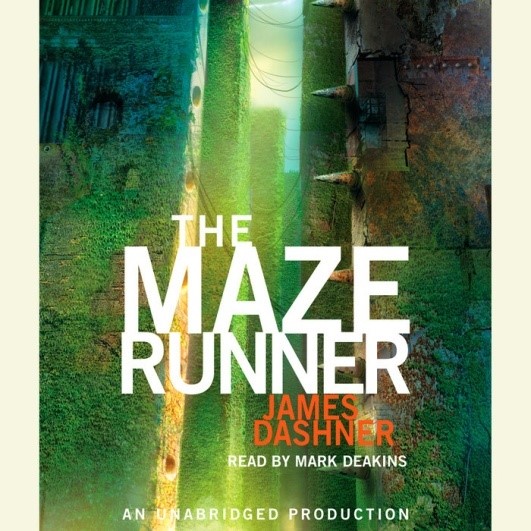 THE
MAZE
RUNNER
JAMES
DASHNER
READ BY MARK DEAKINS
AN UNABRIDGED PRODUCTION